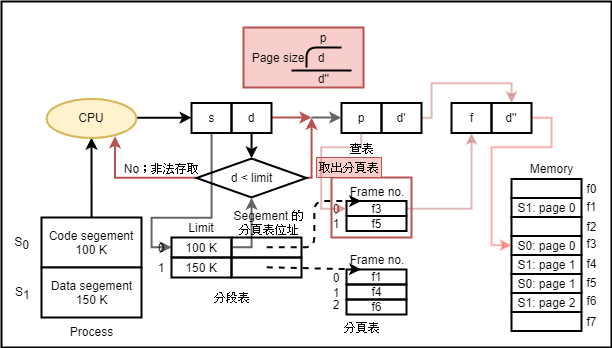 p
Page size
d
d"
CPU
s
d
p
d'
f
d"
No；非法存取
d < limit
查表
取出分頁表
Memory
Segement 的
分頁表位址
Limit
0
100 K
1
150 K
分段表
Frame no.
0
f3
1
f5
Frame no.
0
f1
1
f4
2
f6
分頁表
S0
Code segement
100 K
S1
Data segement
150 K
Process
f0
S1: page 0
f1
f2
S0: page 0
f3
S1: page 1
f4
S0: page 1
f5
S1: page 2
f6
f7